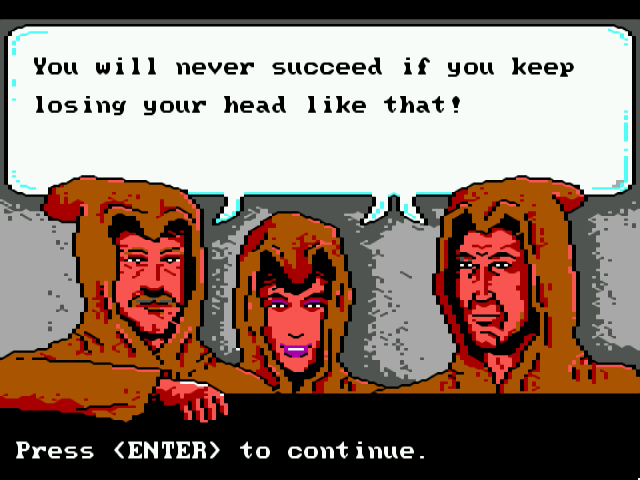 You will never succeed if you keep
losing your head like that!
Press <ENTER> to continue.